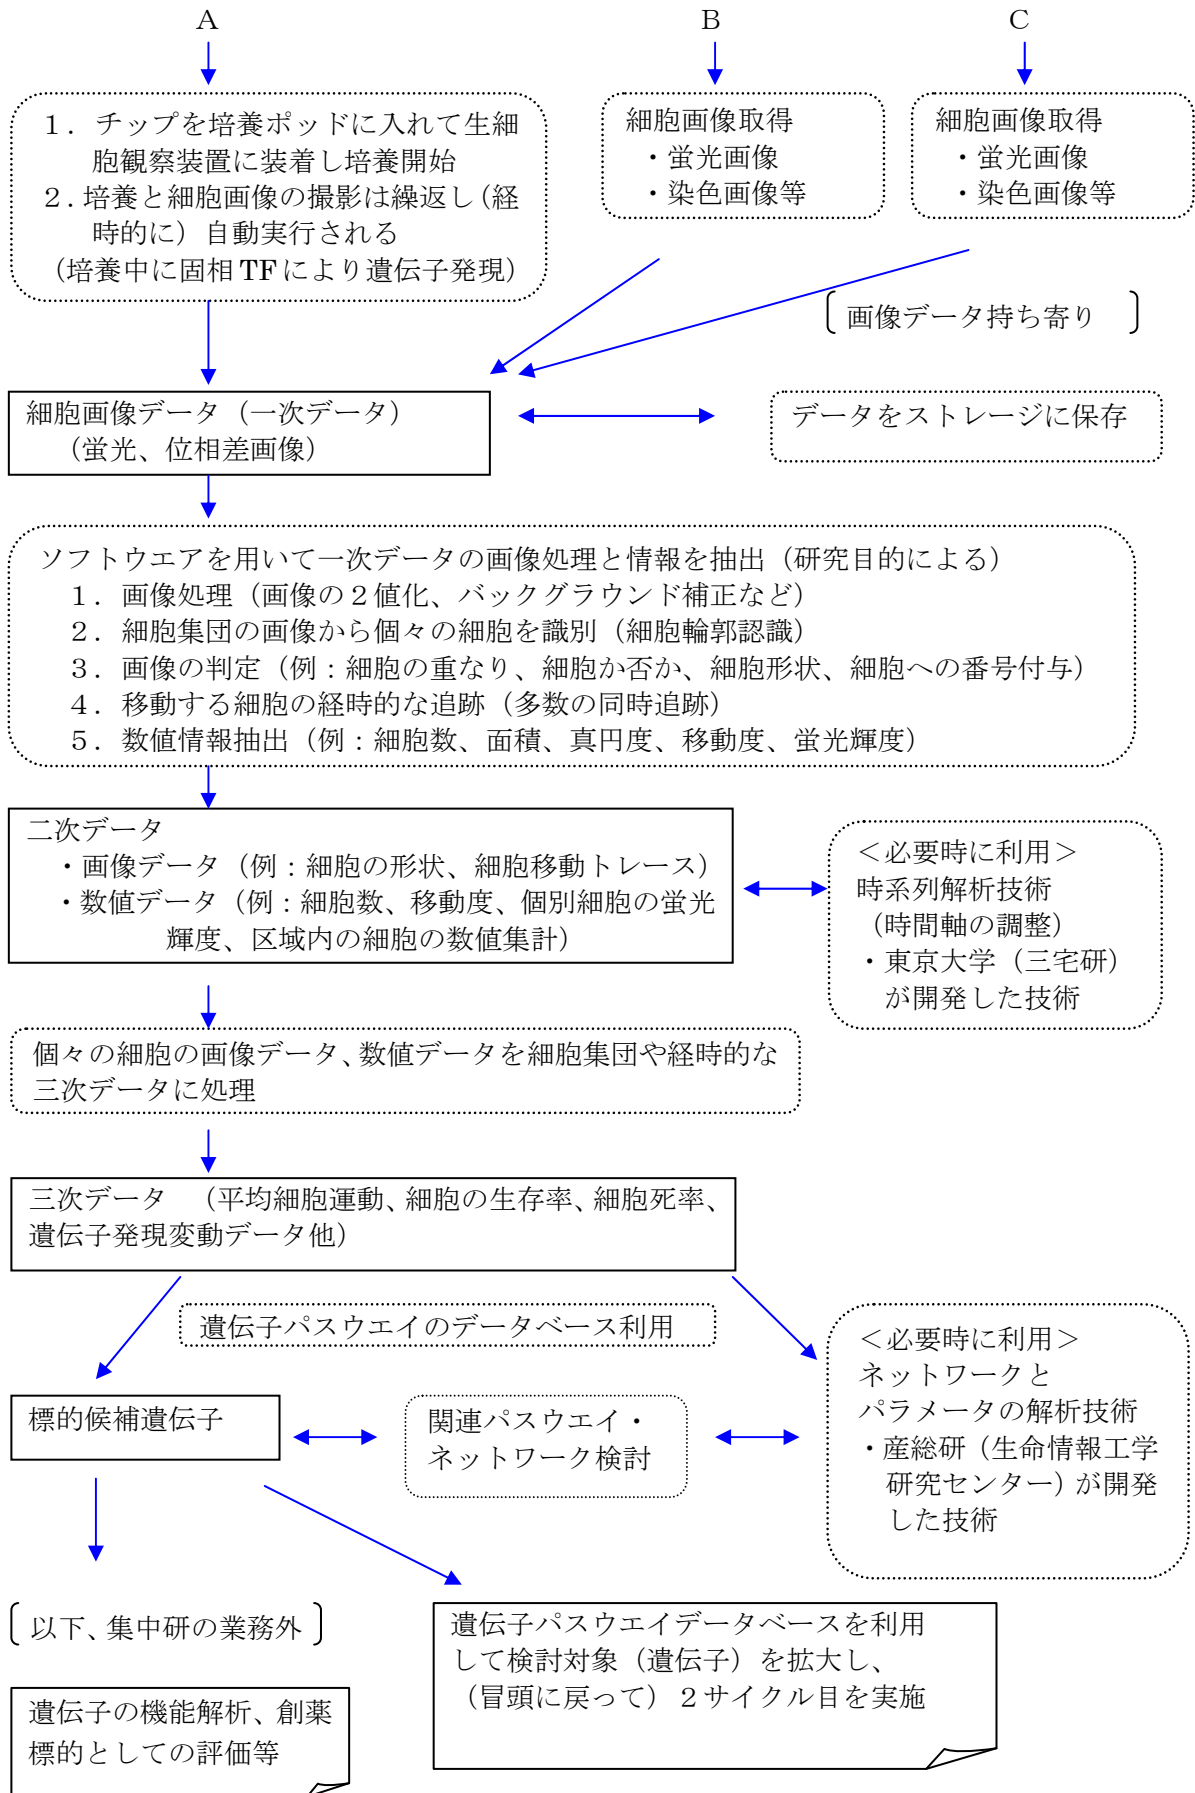 A
B
C
1．チップを培養ポッドに入れて生細
胞観察装置に装着し培養開始
2．培養と細胞画像の撮影は繰返し（経
時的に）自動実行される
（培養中に固相TFにより遺伝子発現）
細胞画像取得
・蛍光画像
・染色画像等
細胞画像取得
・蛍光画像
・染色画像等
〔画像データ持ち寄り　〕
細胞画像データ（一次データ）
（蛍光、位相差画像）
データをストレージに保存
ソフトウエアを用いて一次データの画像処理と情報を抽出（研究目的による）
1．画像処理（画像の２値化、バックグラウンド補正など）
2．細胞集団の画像から個々の細胞を識別（細胞輪郭認識）
3．画像の判定（例：細胞の重なり、細胞か否か、細胞形状、細胞への番号付与）
4．移動する細胞の経時的な追跡（多数の同時追跡）
5．数値情報抽出（例：細胞数、面積、真円度、移動度、蛍光輝度）
二次データ
・画像データ（例：細胞の形状、細胞移動トレース）
・数値データ（例：細胞数、移動度、個別細胞の蛍光
輝度、区域内の細胞の数値集計）
＜必要時に利用＞
時系列解析技術
（時間軸の調整）
・東京大学（三宅研）
が開発した技術
個々の細胞の画像データ、数値データを細胞集団や経時的な
三次データに処理
三次データ　（平均細胞運動、細胞の生存率、細胞死率、
遺伝子発現変動データ他）
遺伝子パスウエイのデータベース利用
＜必要時に利用＞
ネットワークと
パラメータの解析技術
・産総研（生命情報工学
研究センター）が開発
した技術
標的候補遺伝子
関連パスウエイ・
ネットワーク検討
〔以下、集中研の業務外〕
遺伝子パスウエイデータベースを利用
して検討対象（遺伝子）を拡大し、
（冒頭に戻って）２サイクル目を実施
遺伝子の機能解析、創薬
標的としての評価等